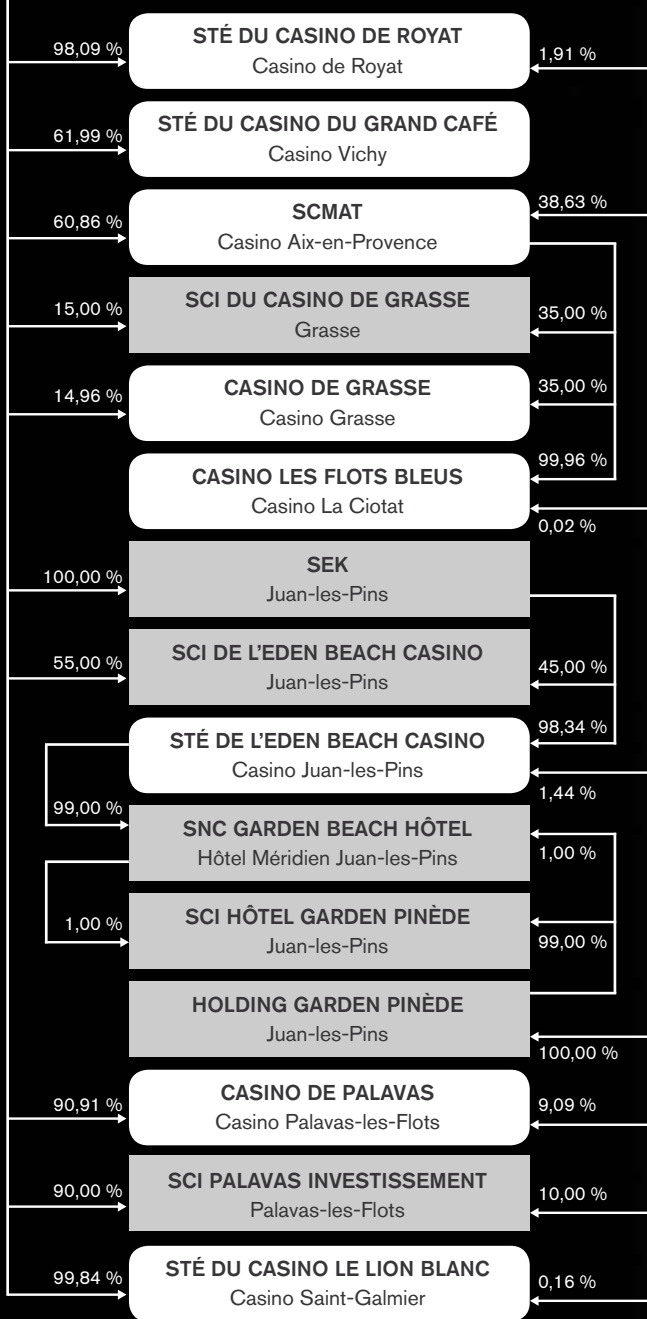 STÉ DU CASINO DE ROYAT
Casino de Royat
98,09 %
1,91 %
STÉ DU CASINO DU GRAND CAFÉ
Casino Vichy
61,99 %
SCMAT
Casino Aix-en-Provence
60,86 %
38,63 %
SCI DU CASINO DE GRASSE
Grasse
15,00 %
35,00 %
CASINO DE GRASSE
Casino Grasse
14,96 %
35,00 %
CASINO LES FLOTS BLEUS
Casino La Ciotat
99,96 %
0,02 %
SEK
Juan-les-Pins
100,00 %
SCI DE L'EDEN BEACH CASINO
Juan-les-Pins
55,00 %
45,00 %
STÉ DE L'EDEN BEACH CASINO
Casino Juan-les-Pins
98,34 %
1,44 %
SNC GARDEN BEACH HÔTEL
Hôtel Méridien Juan-les-Pins
99,00 %
1,00 %
SCI HÔTEL GARDEN PINÈDE
Juan-les-Pins
1,00 %
99,00 %
HOLDING GARDEN PINÈDE
Juan-les-Pins
100,00 %
CASINO DE PALAVAS
Casino Palavas-les-Flots
90,91 %
9,09 %
SCI PALAVAS INVESTISSEMENT
Palavas-les-Flots
90,00 %
10,00 %
STÉ DU CASINO LE LION BLANC
Casino Saint-Galmier
99,84 %
0,16 %